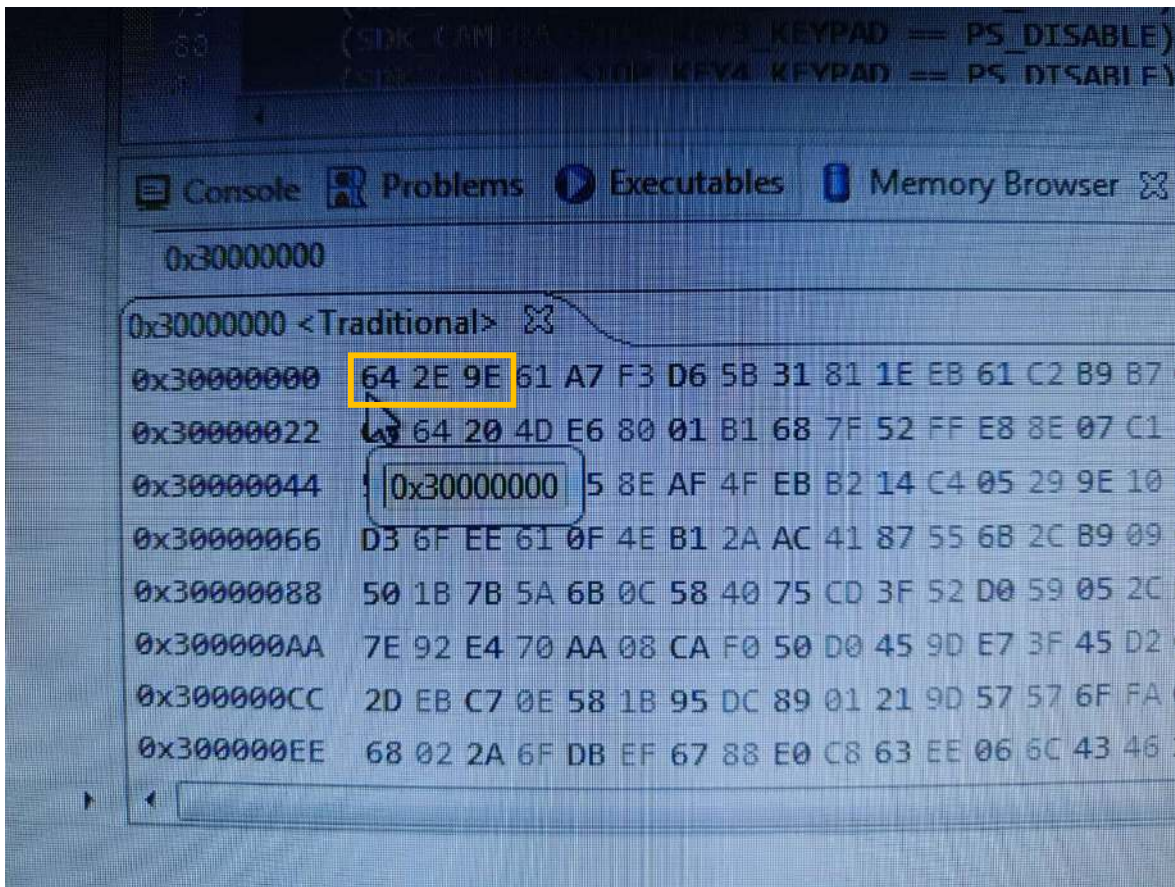 KEYPAD == PS_DISABLE)
KEY4 KEYPAD == PS DISABLE)
Console Problems Executables Memory Browser
0x30000000
0x30000000 <Traditional>
0x30000000 64 2E 9E 61 A7 F3 D6 5B 31 81 1E EB 61 C2 B9 B7
0x30000022 64 20 4D E6 80 01 B1 68 7F 52 FF E8 8E 07 C1
0x30000044 0x30000000 5 8E AF 4F EB B2 14 C4 05 29 9E 10
0x30000066 D3 6F EE 61 0F 4E B1 2A AC 41 87 55 6B 2C B9 09
0x30000088 50 1B 7B 5A 6B 0C 58 40 75 CD 3F 52 D0 59 05 2C
0x300000AA 7E 92 E4 70 AA 08 CA F0 50 D0 45 9D E7 3F 45 D2
0x300000CC 2D EB C7 0E 58 1B 95 DC 89 01 21 9D 57 57 6F FA
0x300000EE 68 02 2A 6F DB EF 67 88 E0 C8 63 EE 06 6C 43 46